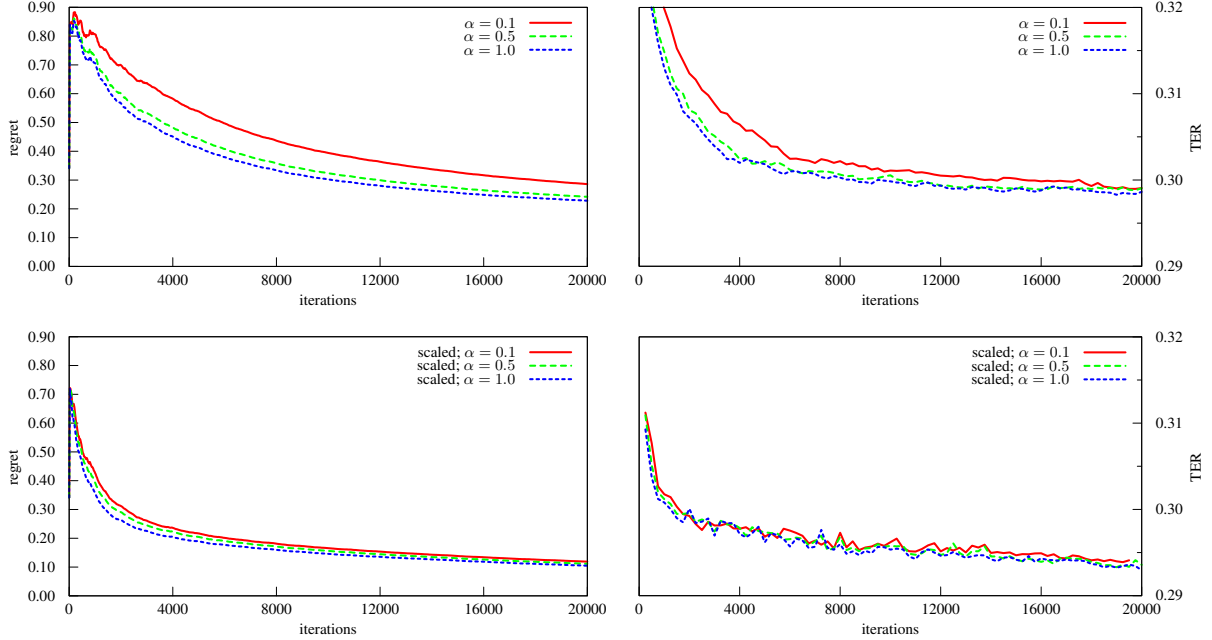 0.90
0.80
0.70
0.60
0.50
0.40
0.30
0.20
0.10
0.00
regret
0
4000
8000
12000
16000
20000
iterations
α = 0.1
α = 0.5
α = 1.0
α = 0.1
α = 0.5
α = 1.0
0.32
0.31
0.30
0.29
TER
0
4000
8000
12000
16000
20000
iterations
0.90
0.80
0.70
0.60
0.50
0.40
0.30
0.20
0.10
0.00
regret
0
4000
8000
12000
16000
20000
iterations
scaled; α = 0.1
scaled; α = 0.5
scaled; α = 1.0
scaled; α = 0.1
scaled; α = 0.5
scaled; α = 1.0
0.32
0.31
0.30
0.29
TER
0
4000
8000
12000
16000
20000
iterations